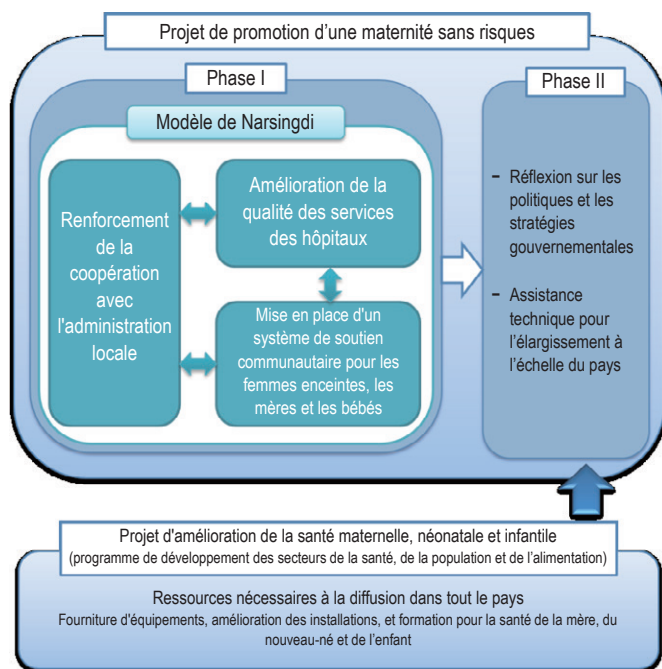 Projet de promotion d’une maternité sans risques
Phase I
Modèle de Narsingdi
Renforcement
de la
coopération
avec
l'administration
locale
Amélioration de la
qualité des services
des hôpitaux
Mise en place d'un
système de soutien
communautaire pour les
femmes enceintes, les
mères et les bébés
Phase II
− Réflexion sur les
politiques et les
stratégies
gouvernementales
− Assistance
technique pour
l’élargissement à
l’échelle du pays
Projet d'amélioration de la santé maternelle, néonatale et infantile
(programme de développement des secteurs de la santé, de la population et de l’alimentation)
Ressources nécessaires à la diffusion dans tout le pays
Fourniture d'équipements, amélioration des installations, et formation pour la santé de la mère, du
nouveau-né et de l’enfant